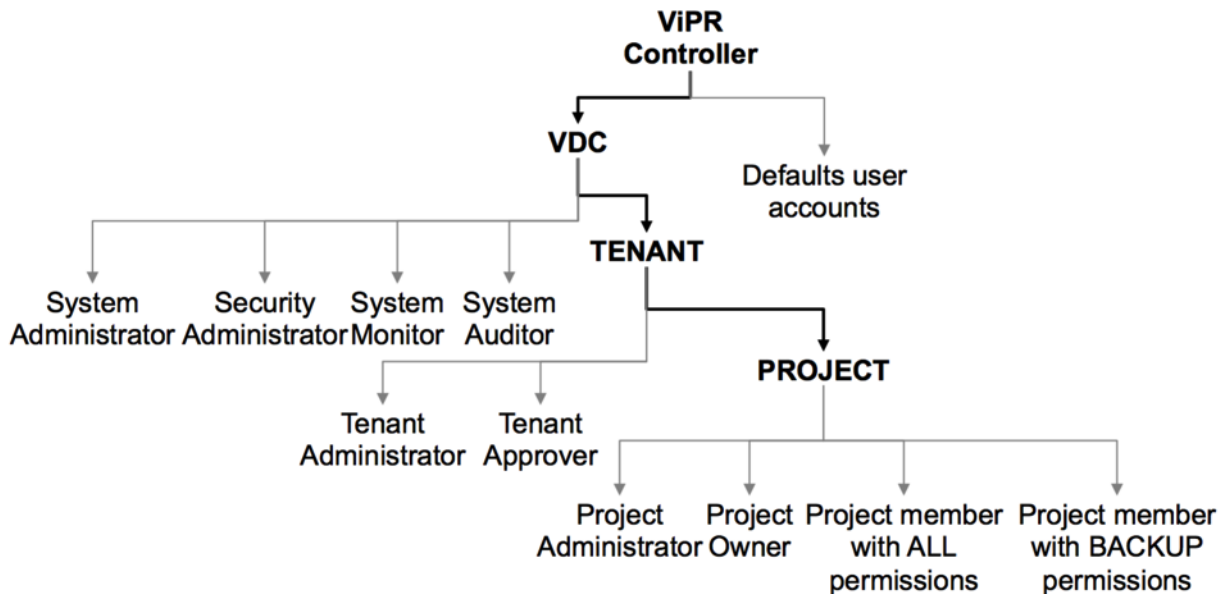 ViPR
Controller
VDC
Defaults user
accounts
TENANT
System
Administrator
Security
Administrator
System
Monitor
System
Auditor
PROJECT
Tenant
Administrator
Tenant
Approver
Project
Administrator
Project
Owner
Project member
with ALL
permissions
Project member
with BACKUP
permissions